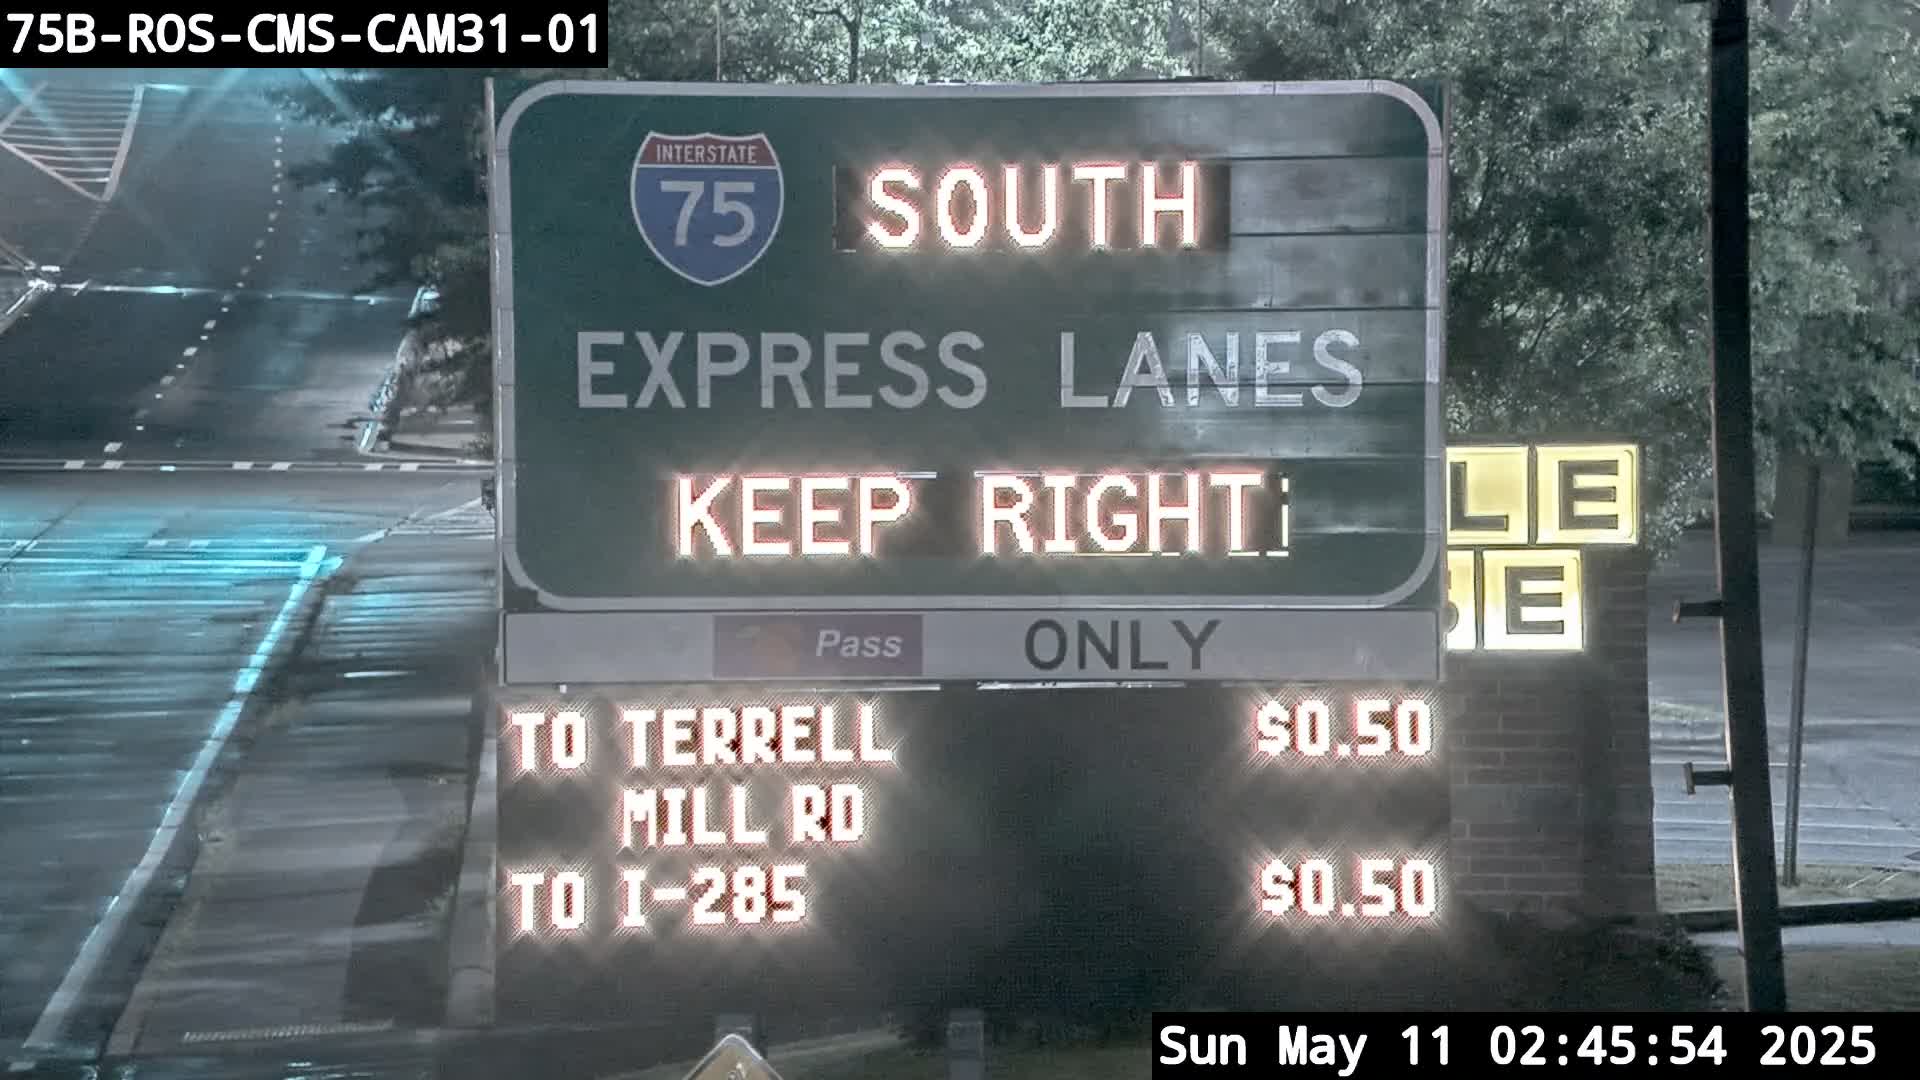 75B-ROS-CMS-CAM31-01
INTERSTATE
75
SOUTH
EXPRESS LANES
KEEP RIGHT
Pass ONLY
TO TERRELL $0.50
MILL RD
TO I-285 $0.50
LE
E
Sun May 11 02:45:54 2025